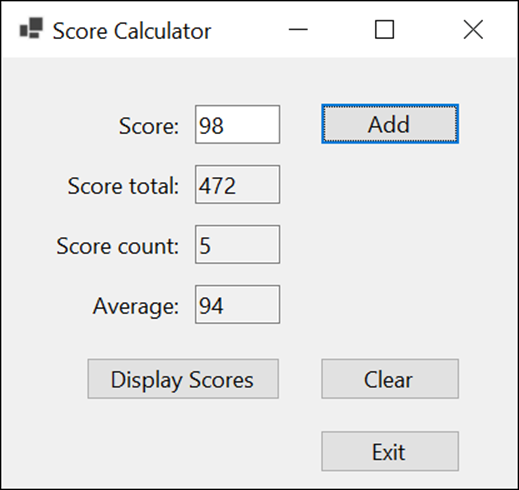 Score Calculator
Score: 98 Add
Score total: 472
Score count: 5
Average: 94
Display Scores Clear
Exit